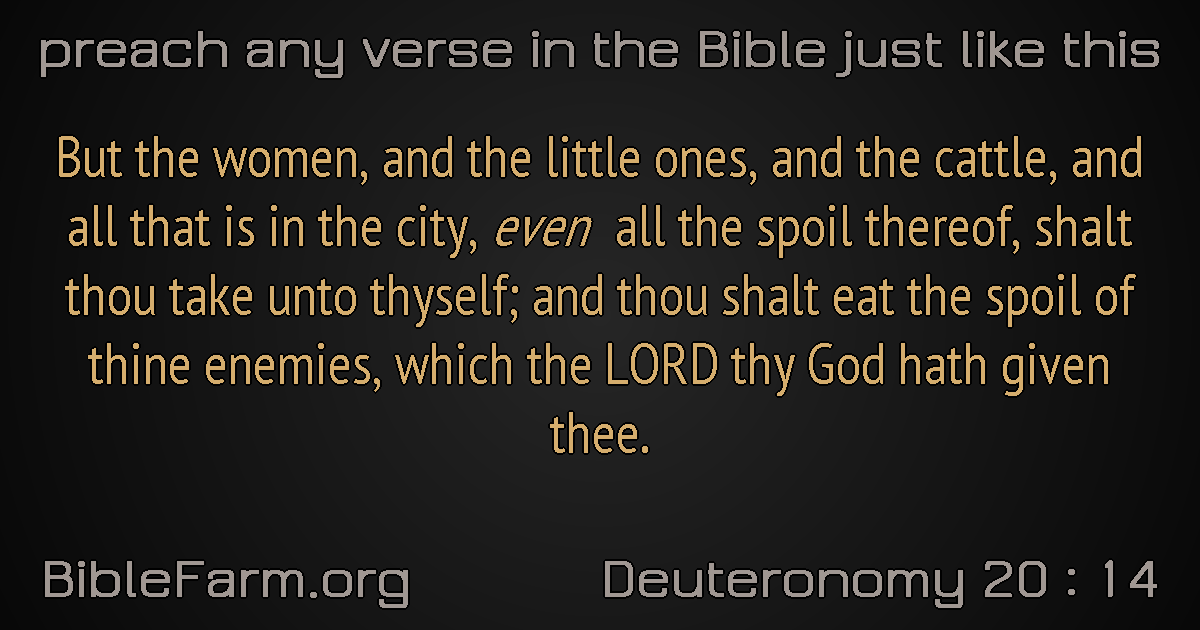 preach any verse in the Bible just like this
But the women, and the little ones, and the cattle, and
all that is in the city, even all the spoil thereof, shalt
thou take unto thyself; and thou shalt eat the spoil of
thine enemies, which the LORD thy God hath given
thee.
BibleFarm.org
Deuteronomy 20 : 14